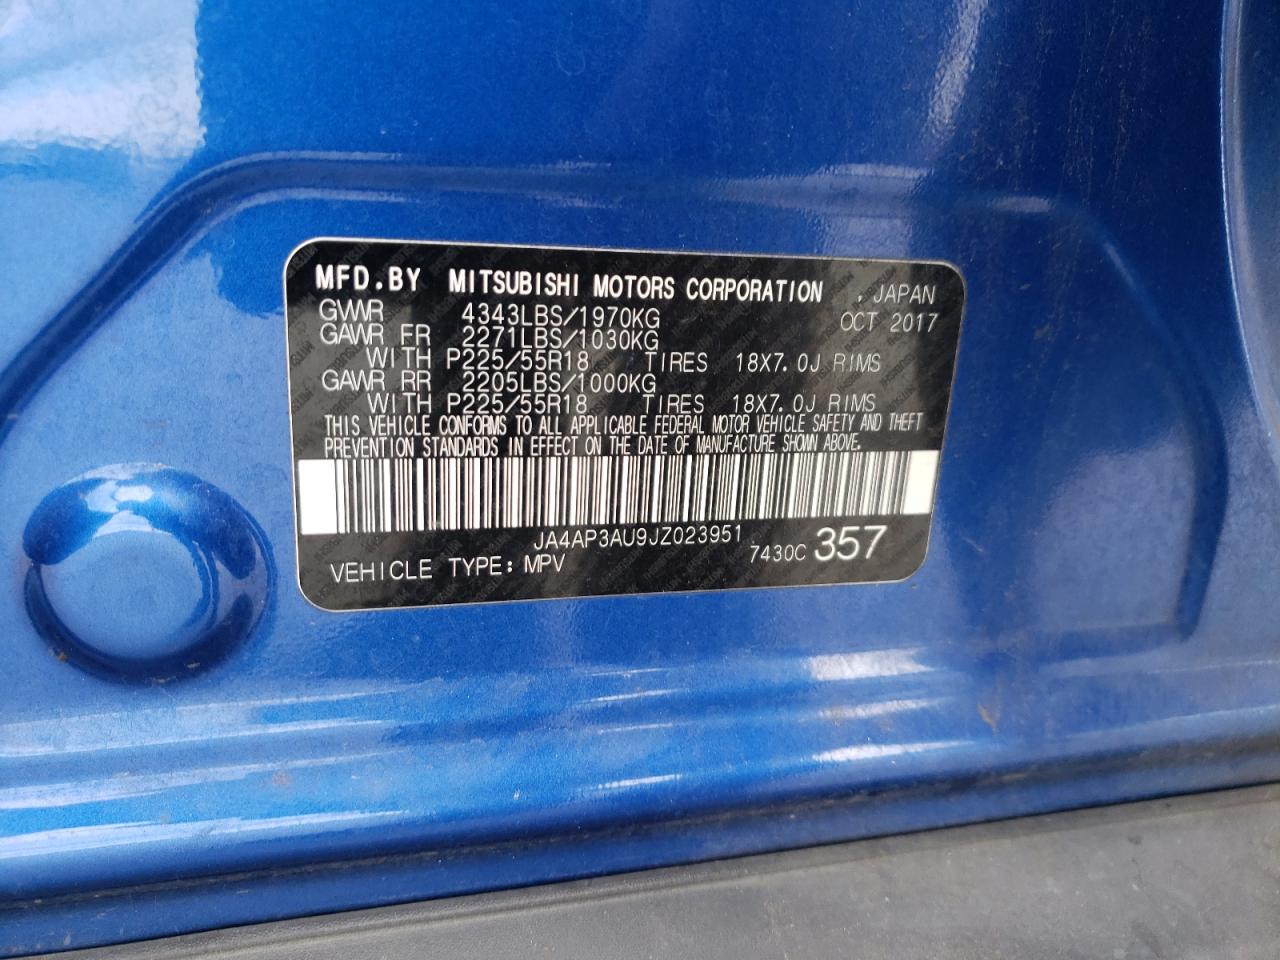 MFD.BY MITSUBISHI MOTORS CORPORATION , JAPAN
GVWR 4343LBS/1970KG OCT 2017
GAWR FR 2271LBS/1030KG
WITH P225/55R18 TIRES 18X7.0J RIMS
GAWR RR 2205LBS/1000KG
WITH P225/55R18 TIRES 18X7.0J RIMS
THIS VEHICLE CONFORMS TO ALL APPLICABLE FEDERAL MOTOR VEHICLE SAFETY AND THEFT
PREVENTION STANDARDS IN EFFECT ON THE DATE OF MANUFACTURE SHOWN ABOVE.
JA4AP3AU9JZ023951
VEHICLE TYPE: MPV 7430C 357